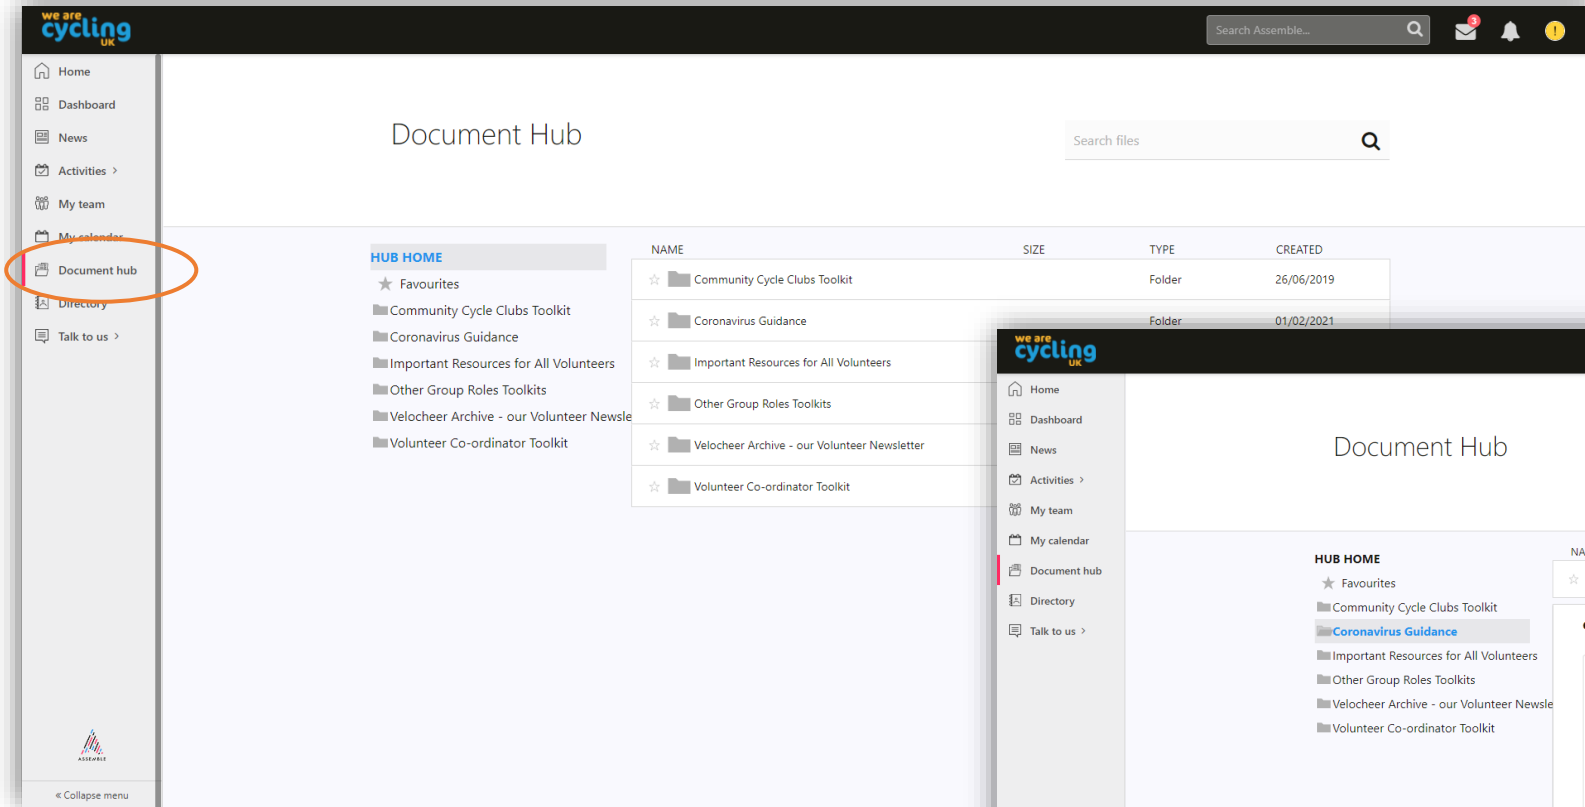 we are
cycling
UK
Search Assemble...
3
!
Home
Dashboard
News
Activities >
My team
My calendar
Document hub
Directory
Talk to us >
ASSEMBLE
« Collapse menu
Document Hub
Search files
HUB HOME
Favourites
Community Cycle Clubs Toolkit
Coronavirus Guidance
Important Resources for All Volunteers
Other Group Roles Toolkits
Velocheer Archive - our Volunteer Newsle
Volunteer Co-ordinator Toolkit
NAME SIZE TYPE CREATED
Community Cycle Clubs Toolkit Folder 26/06/2019
Coronavirus Guidance Folder 01/02/2021
Important Resources for All Volunteers
Other Group Roles Toolkits
Velocheer Archive - our Volunteer Newsletter
Volunteer Co-ordinator Toolkit
we are
cycling
UK
Home
Dashboard
News
Activities >
My team
My calendar
Document hub
Directory
Talk to us >
Document Hub
HUB HOME
Favourites
Community Cycle Clubs Toolkit
Coronavirus Guidance
Important Resources for All Volunteers
Other Group Roles Toolkits
Velocheer Archive - our Volunteer Newsle
Volunteer Co-ordinator Toolkit
NA